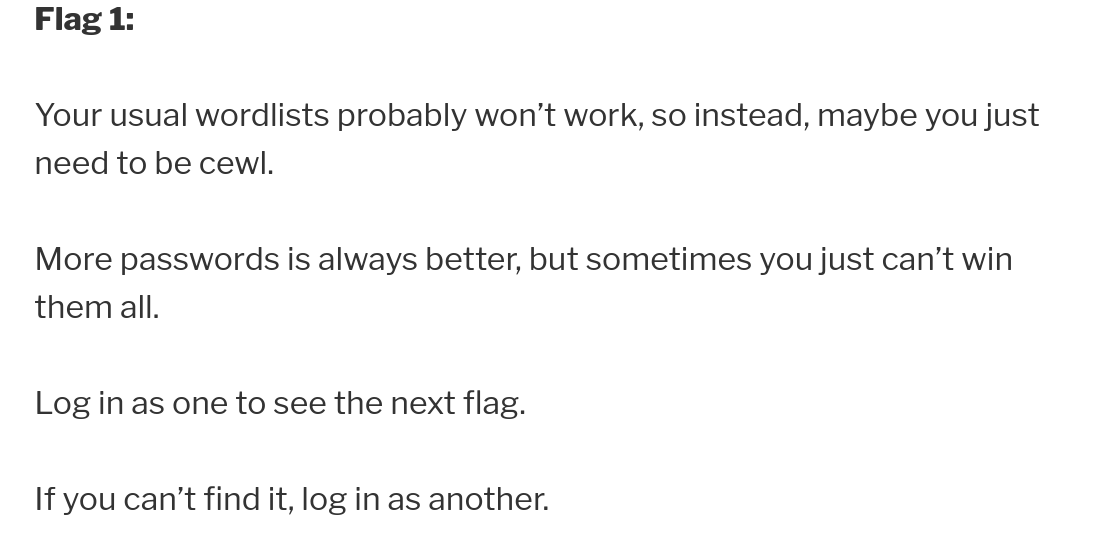 Flag 1:
Your usual wordlists probably won’t work, so instead, maybe you just
need to be cewl.
More passwords is always better, but sometimes you just can’t win
them all.
Log in as one to see the next flag.
If you can’t find it, log in as another.